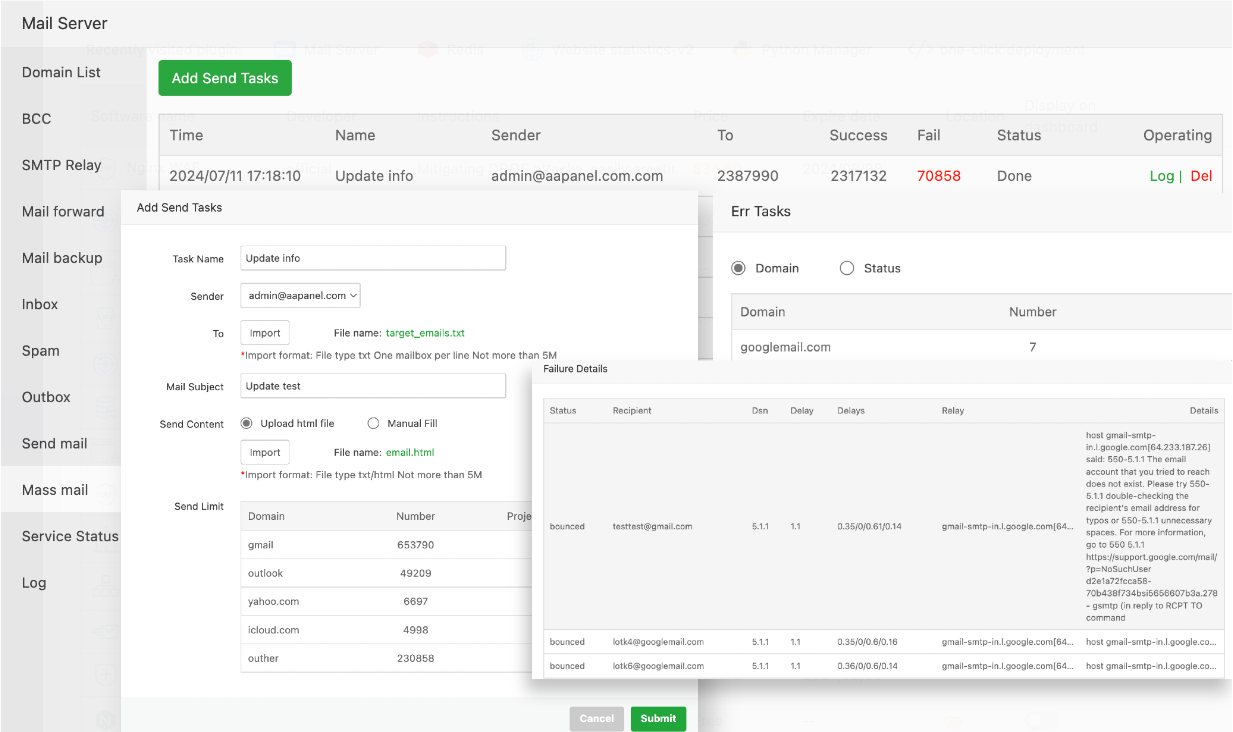 Mail Server
Domain List
BCC
SMTP Relay
Mail forward
Mail backup
Inbox
Spam
Outbox
Send mail
Mass mail
Service Status
Log
Add Send Tasks
Time Name Sender To Success Fail Status Operating
2024/07/11 17:18:10 Update info admin@aapanel.com.com 2387990 2317132 70858 Done Log | Del
Add Send Tasks
Task Name Update info
Sender admin@aapanel.com
To Import File name: target_emails.txt
*Import format: File type txt One mailbox per line Not more than 5M
Mail Subject Update test
Send Content Upload html file Manual Fill
Import File name: email.html
*Import format: File type txt/html Not more than 5M
Send Limit
Domain Number Proje
gmail 653790
outlook 49209
yahoo.com 6697
icloud.com 4998
outher 230858
Cancel Submit
Err Tasks
Domain Status
Domain Number
googlemail.com 7
Failure Details
Status Recipient Dsn Delay Delays Relay Details
bounced testtest@gmail.com 5.1.1 1.1 0.35/0/0.61/0.14 gmail-smtp-in.l.google.com[64...
host gmail-smtp-
in.l.google.com[64.233.187.26]
said: 550-5.1.1 The email
account that you tried to reach
does not exist. Please try 550-
5.1.1 double-checking the
recipient's email address for
typos or 550-5.1.1 unnecessary
spaces. For more information,
go to 550 5.1.1
https://support.google.com/mail/
?p=NoSuchUser
d2e1a72fcca58-
70b438f734bsi5656607b3a.278
- gsmtp (in reply to RCPT TO
command
bounced lotk4@googlemail.com 5.1.1 1.1 0.35/0/0.6/0.16 gmail-smtp-in.l.google.com[64... host gmail-smtp-in.l.google.co...
bounced lotk6@googlemail.com 5.1.1 1.1 0.36/0/0.6/0.14 gmail-smtp-in.l.google.com[64... host gmail-smtp-in.l.google.co...